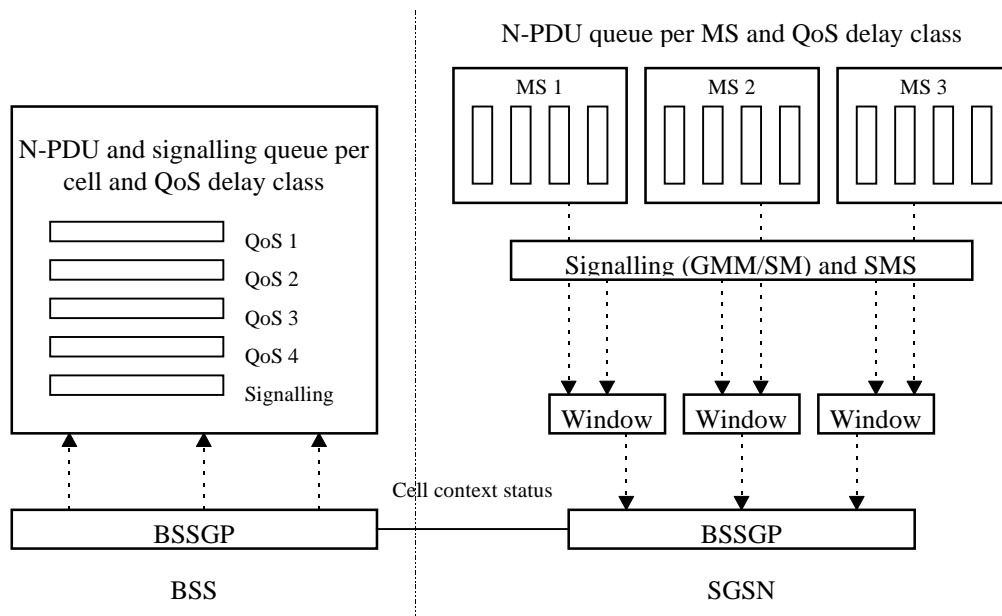 N-PDU queue per MS and QoS delay class
MS 1
MS 2
MS 3
N-PDU and signalling queue per
cell and QoS delay class
QoS 1
QoS 2
QoS 3
QoS 4
Signalling
Signalling (GMM/SM) and SMS
Window
Window
Window
Cell context status
BSSGP
BSSGP
BSS
SGSN